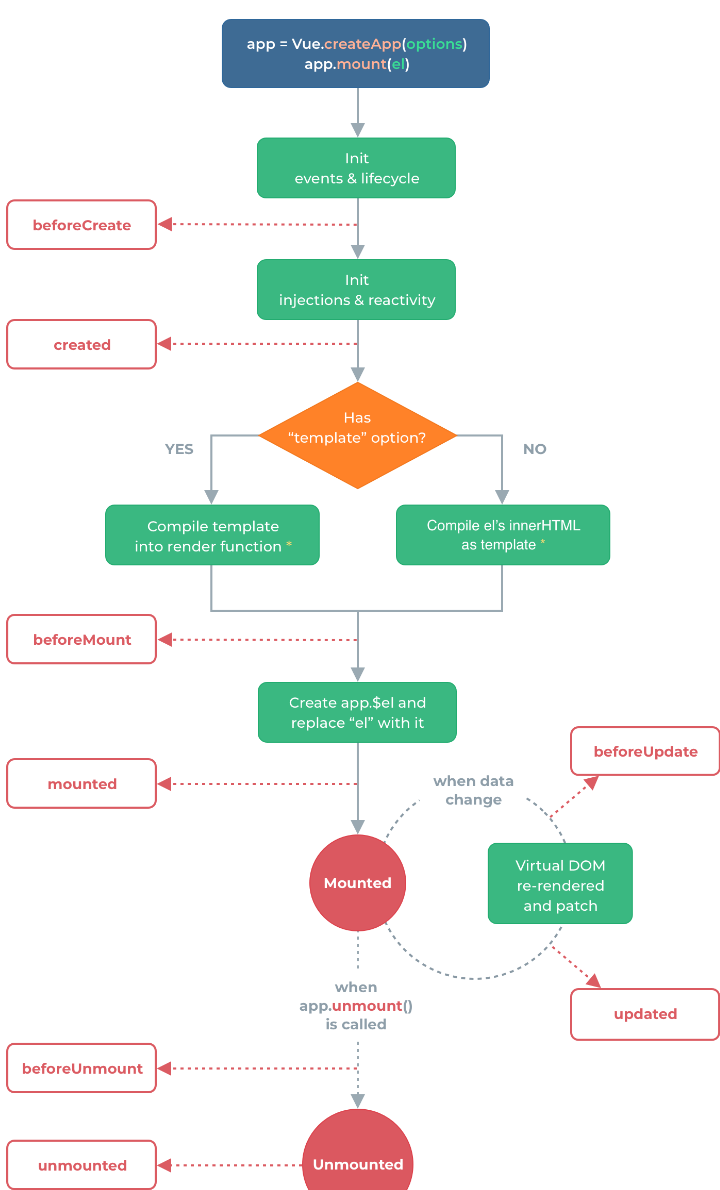 app = Vue.createApp(options)
app.mount(el)
Init
events & lifecycle
beforeCreate
Init
injections & reactivity
created
Has
“template” option?
YES
NO
Compile template
into render function *
Compile el’s innerHTML
as template *
beforeMount
Create app.$el and
replace “el” with it
beforeUpdate
mounted
when data
change
Virtual DOM
re-rendered
and patch
Mounted
when
app.unmount()
is called
updated
beforeUnmount
unmounted
Unmounted